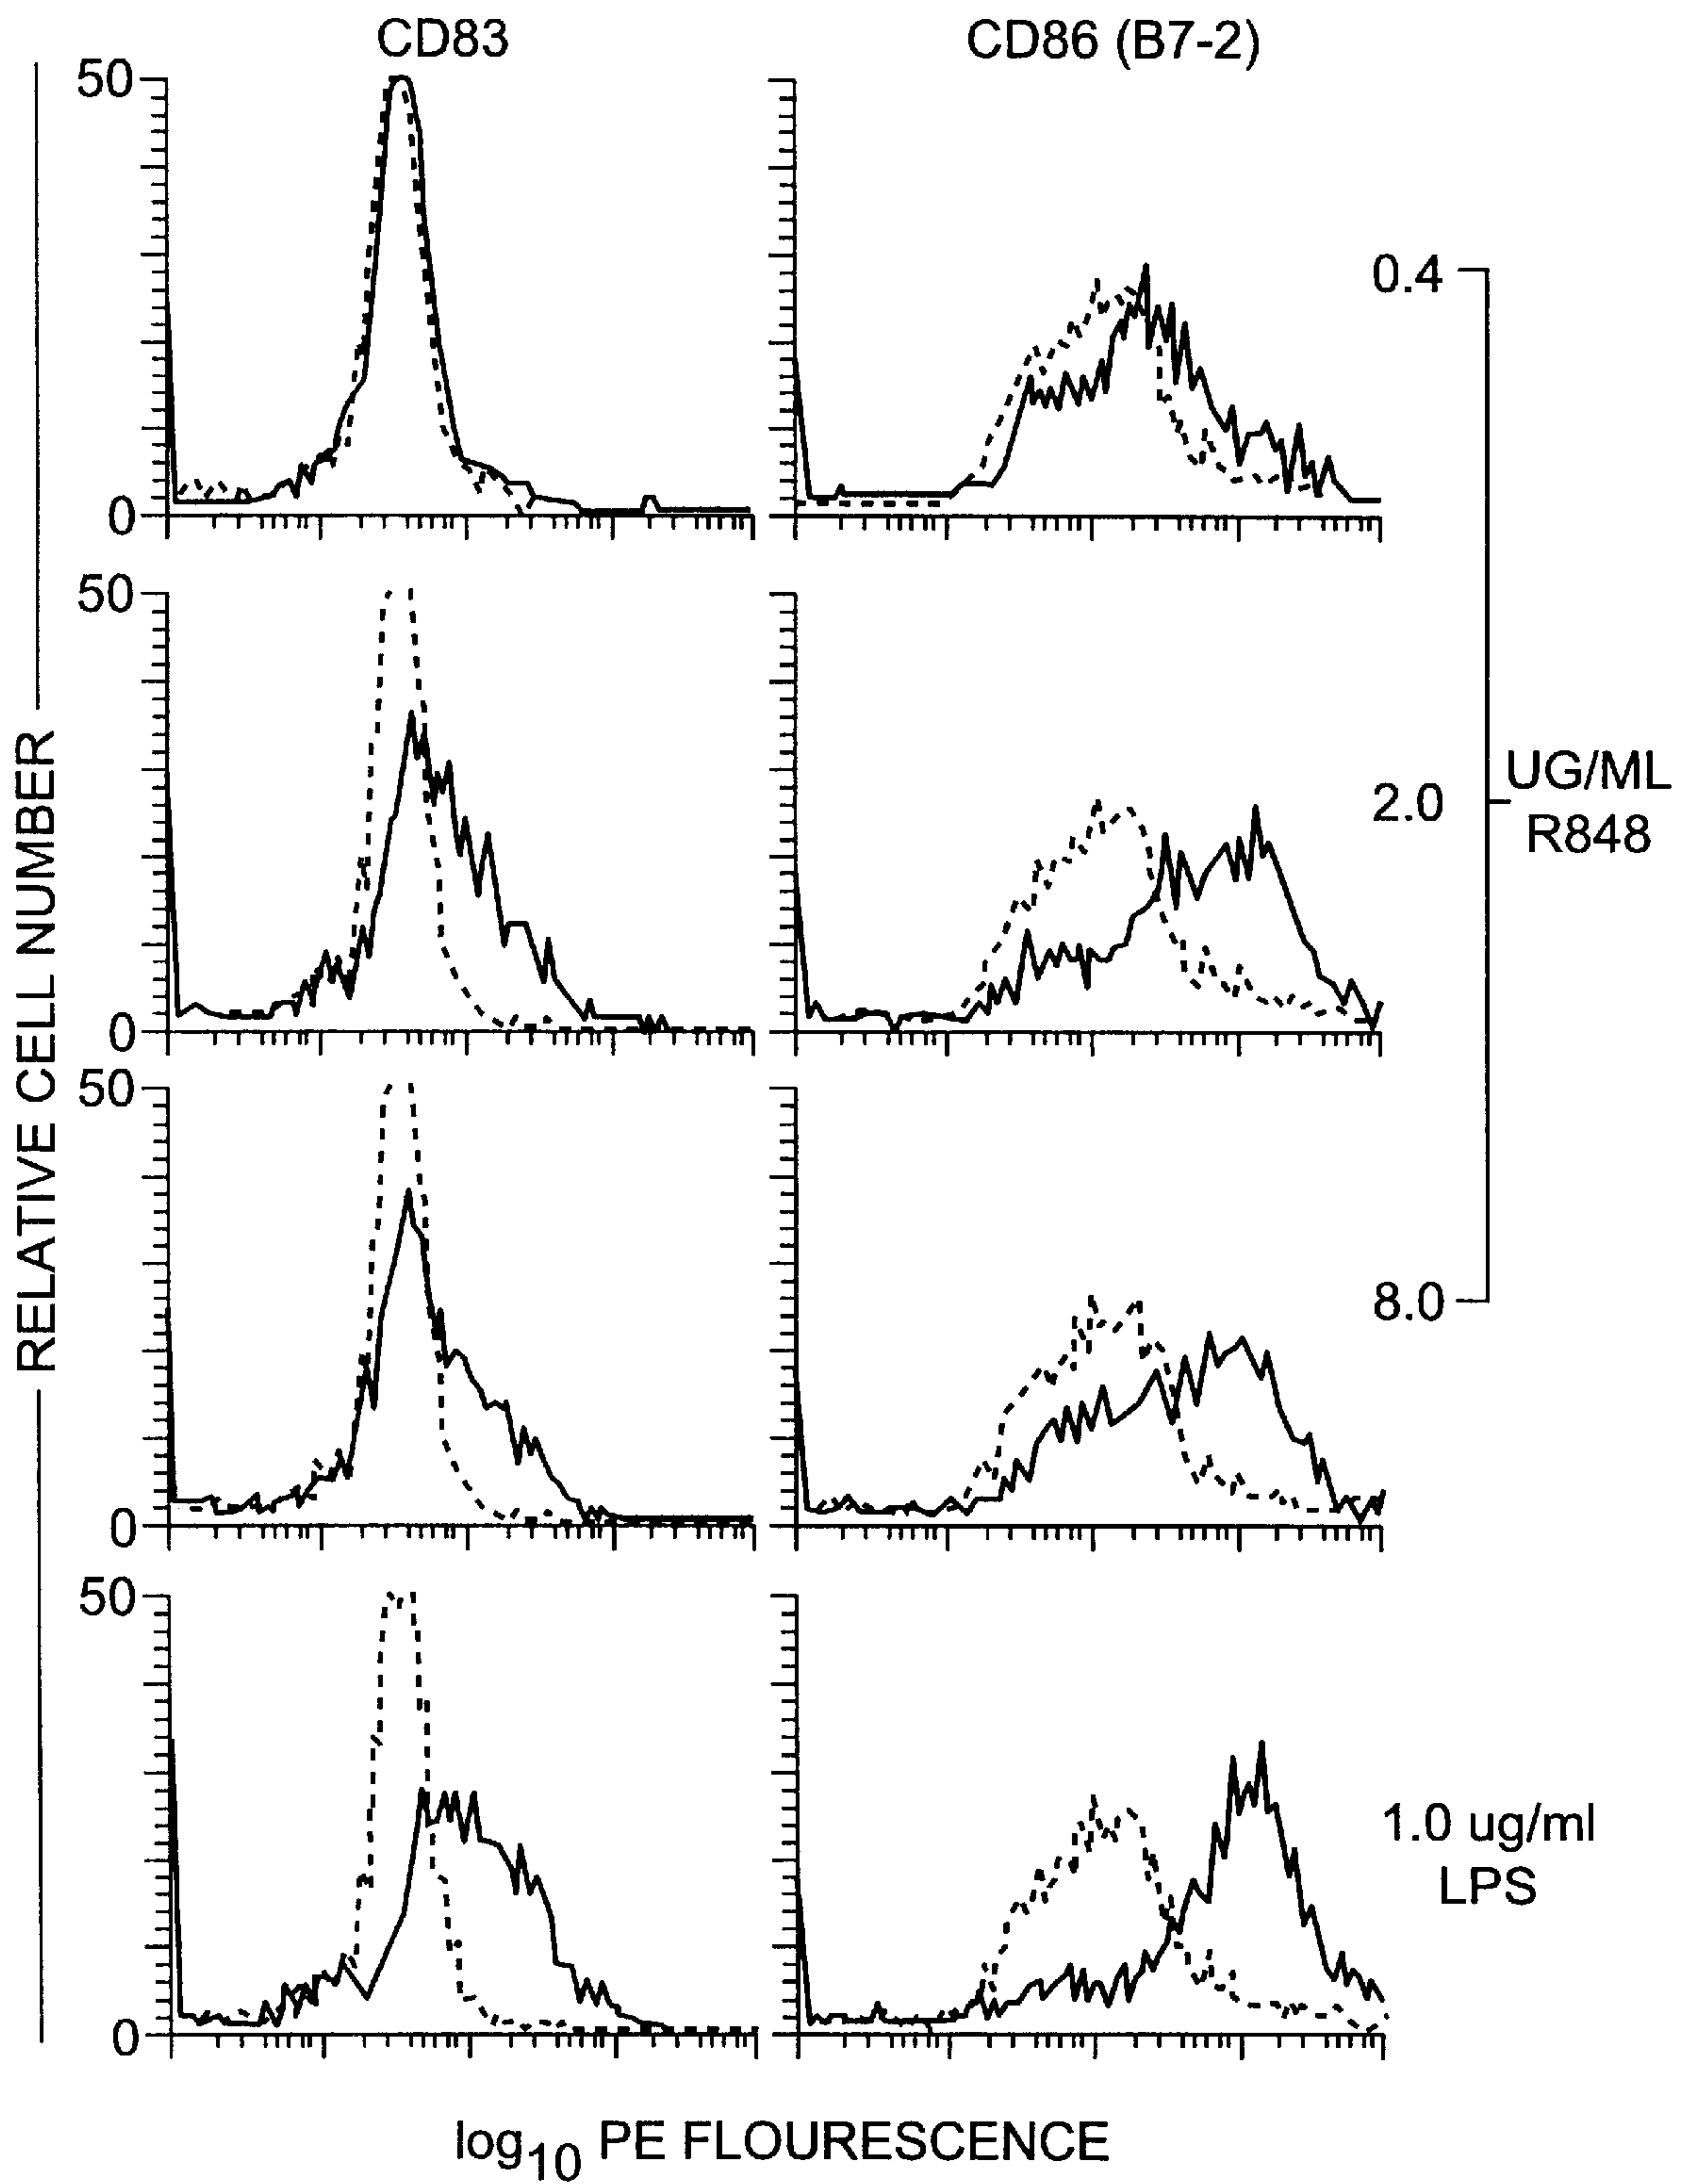 CD83
CD86 (B7-2)
50
0
0.4
50
0
2.0
UG/ML
R848
50
0
8.0
50
0
1.0 ug/ml
LPS
RELATIVE CELL NUMBER
log10 PE FLOURESCENCE